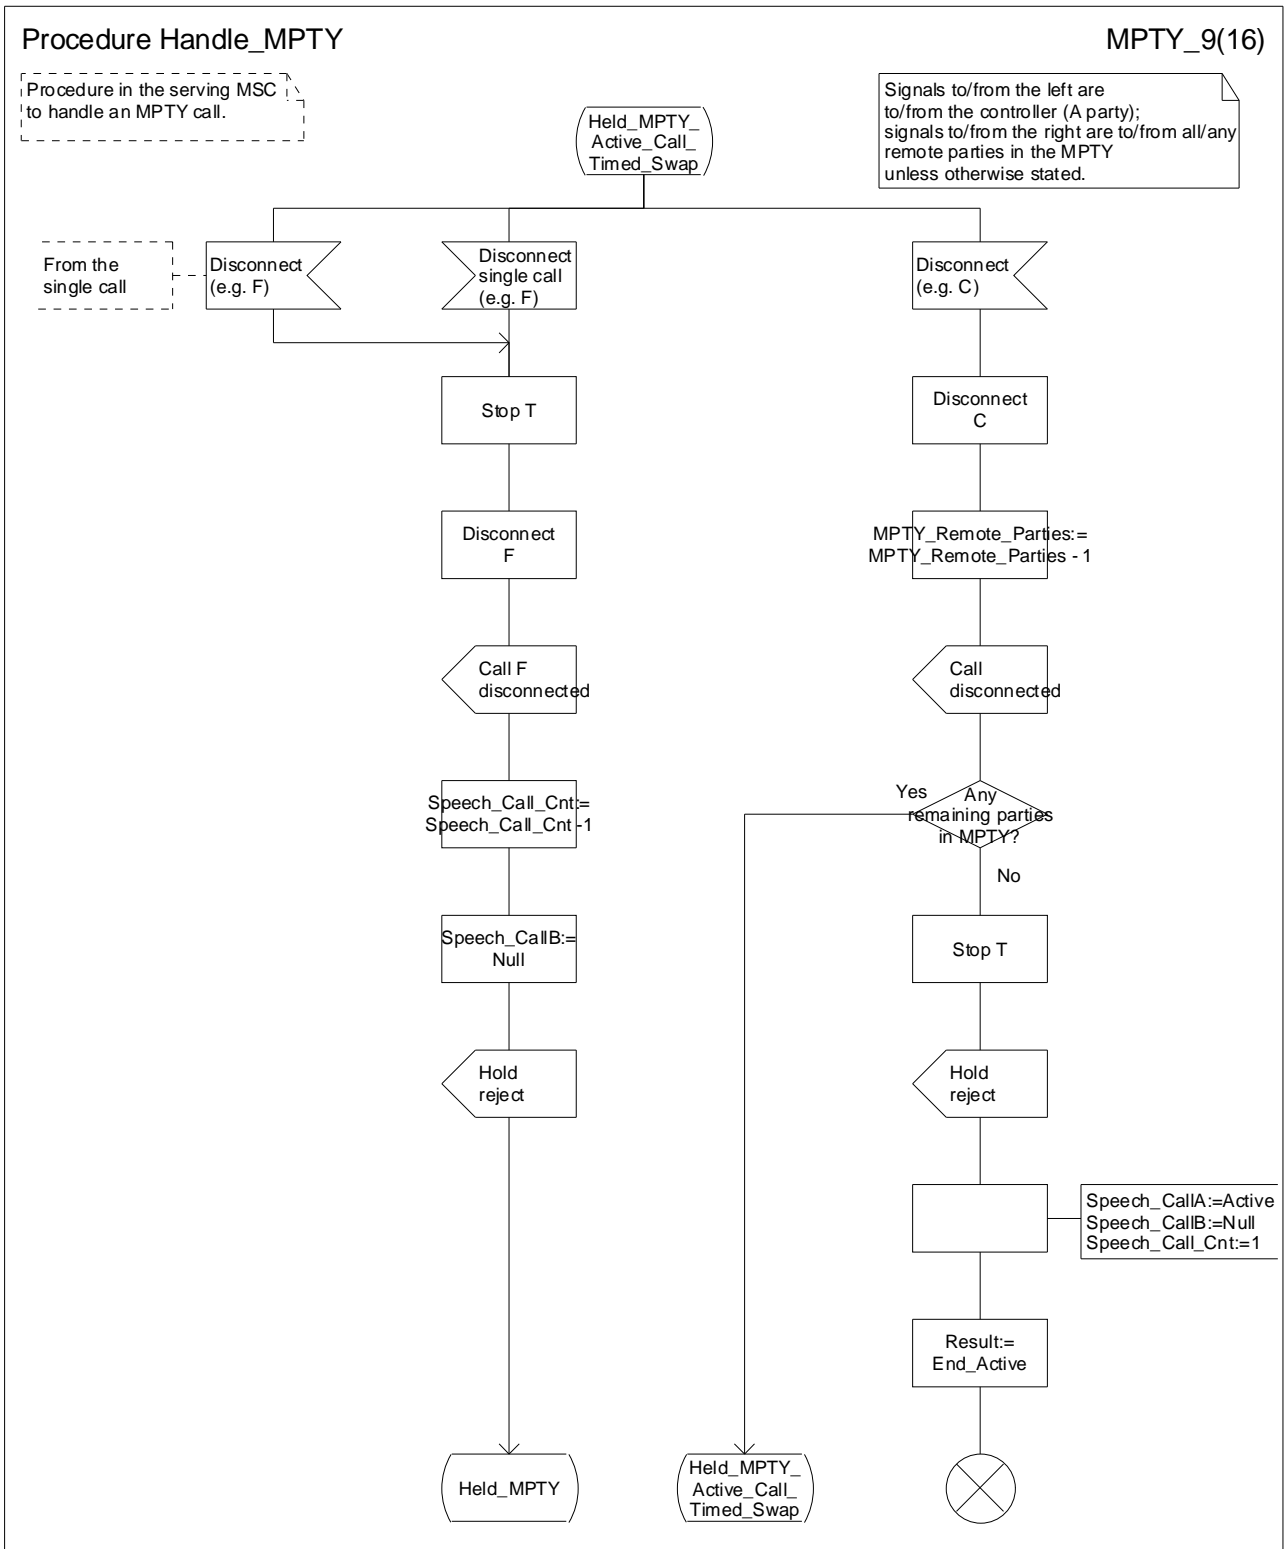 Procedure Handle_MPTY
MPTY_9(16)
Procedure in the serving MSC
to handle an MPTY call.
Signals to/from the left are
to/from the controller (A party);
signals to/from the right are to/from all/any
remote parties in the MPTY
unless otherwise stated.
Held_MPTY_
Active_Call_
Timed_Swap
From the
single call
Disconnect
(e.g. F)
Disconnect
single call
(e.g. F)
Disconnect
(e.g. C)
Stop T
Disconnect
C
Disconnect
F
MPTY_Remote_Parties:=
MPTY_Remote_Parties - 1
Call F
disconnected
Call
disconnected
Speech_Call_Cnt:=
Speech_Call_Cnt -1
Yes
Any
remaining parties
in MPTY?
No
Speech_CallB:=
Null
Stop T
Hold
reject
Hold
reject
Speech_CallA:=Active
Speech_CallB:=Null
Speech_Call_Cnt:=1
Result:=
End_Active
Held_MPTY
Held_MPTY_
Active_Call_
Timed_Swap